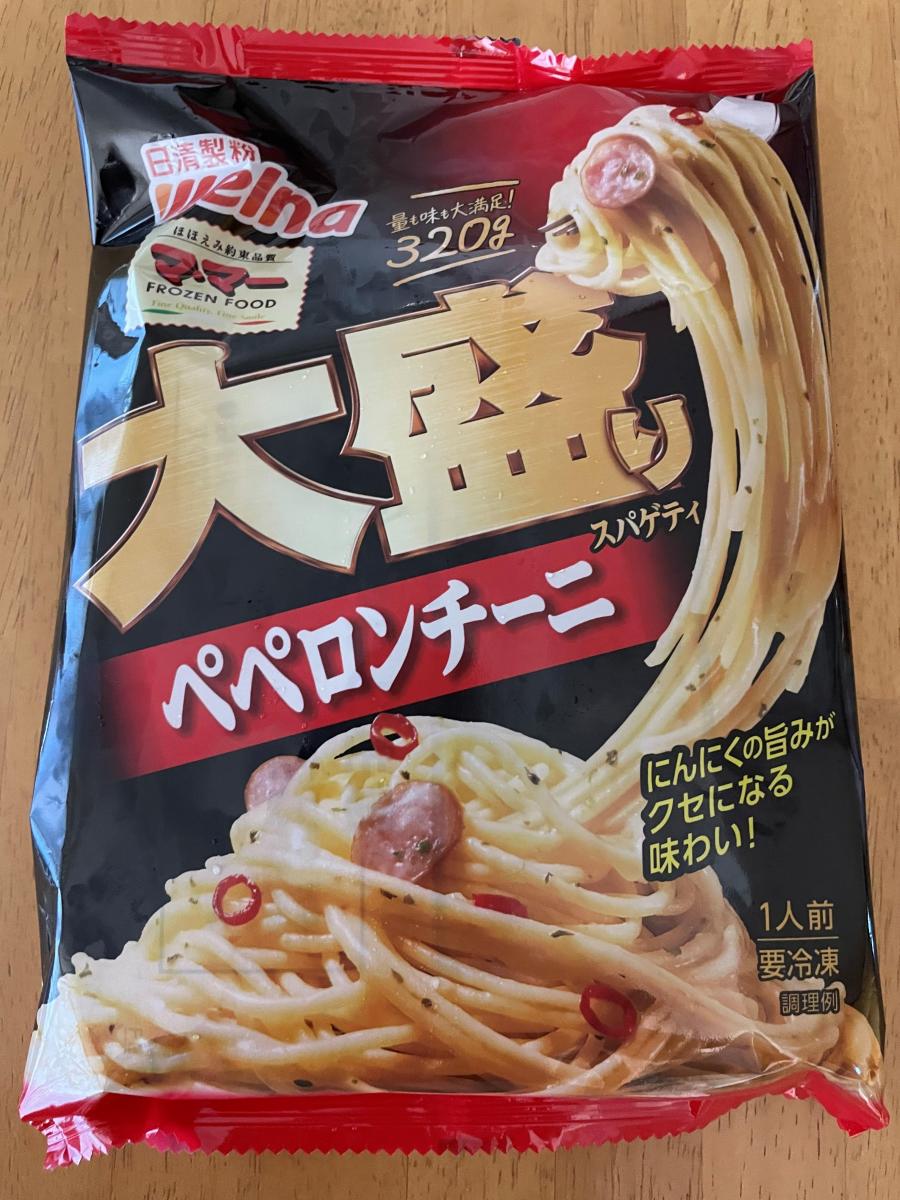 日清製粉
Welna
ほほえみ約束品質
マ・マー
FROZEN FOOD
Fine Quality, Fine Smile
量も味も大満足!
320g
大盛り
スパゲティ
ペペロンチーニ
にんにくの旨みが
クセになる
味わい!
1人前
要冷凍
調理例